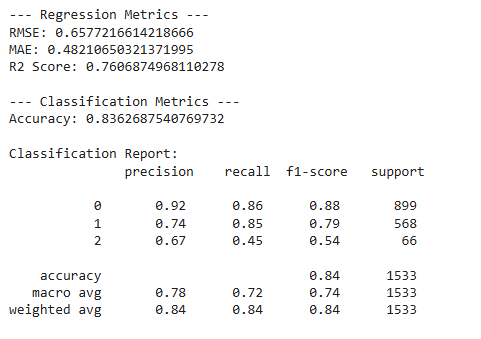 --- Regression Metrics ---
RMSE: 0.6577216614218666
MAE: 0.48210650321371995
R2 Score: 0.7606874968110278
--- Classification Metrics ---
Accuracy: 0.8362687540769732
Classification Report:
precision recall f1-score support
0 0.92 0.86 0.88 899
1 0.74 0.85 0.79 568
2 0.67 0.45 0.54 66
accuracy 0.84 1533
macro avg 0.78 0.72 0.74 1533
weighted avg 0.84 0.84 0.84 1533